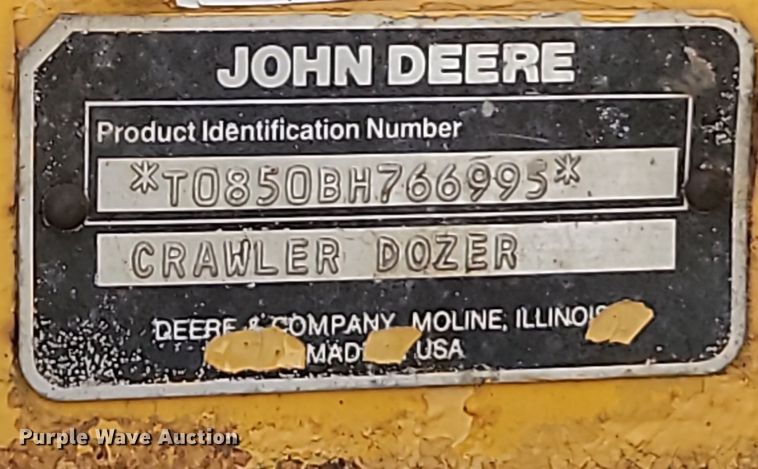 JOHN DEERE
Product Identification Number
*T0850BH766995*
CRAWLER DOZER
DEERE & COMPANY MOLINE, ILLINOIS
USA
Purple Wave Auction